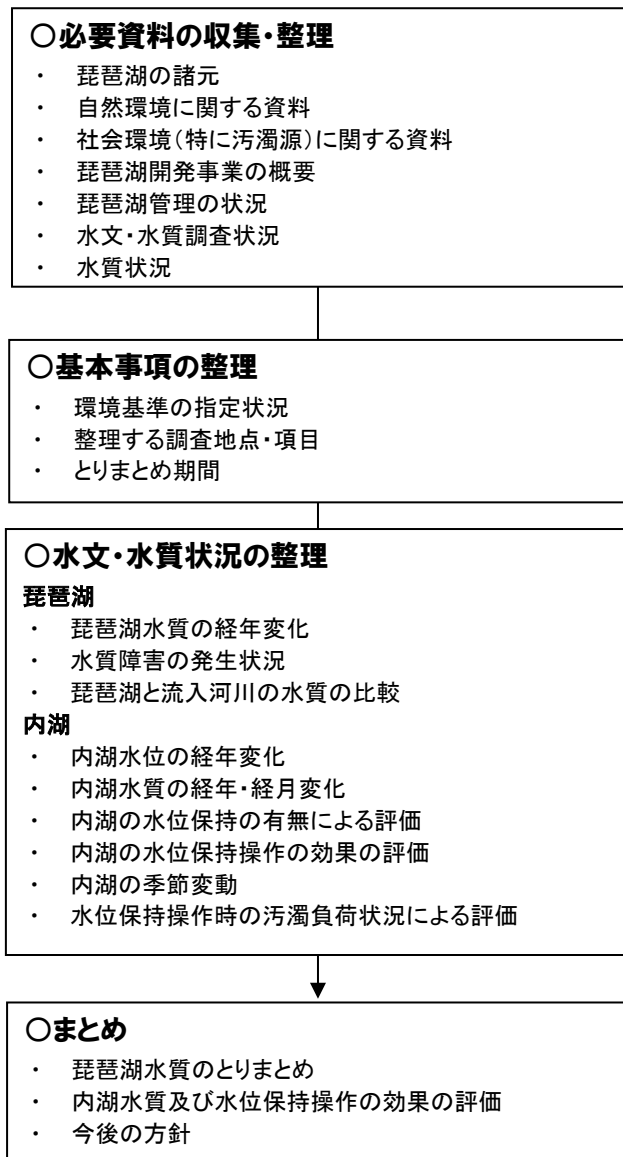 ○必要資料の収集・整理
・ 琵琶湖の諸元
・ 自然環境に関する資料
・ 社会環境(特に汚濁源)に関する資料
・ 琵琶湖開発事業の概要
・ 琵琶湖管理の状況
・ 水文・水質調査状況
・ 水質状況
○基本事項の整理
・ 環境基準の指定状況
・ 整理する調査地点・項目
・ とりまとめ期間
○水文・水質状況の整理
琵琶湖
・ 琵琶湖水質の経年変化
・ 水質障害の発生状況
・ 琵琶湖と流入河川の水質の比較
内湖
・ 内湖水位の経年変化
・ 内湖水質の経年・経月変化
・ 内湖の水位保持の有無による評価
・ 内湖の水位保持操作の効果の評価
・ 内湖の季節変動
・ 水位保持操作時の汚濁負荷状況による評価
○まとめ
・ 琵琶湖水質のとりまとめ
・ 内湖水質及び水位保持操作の効果の評価
・ 今後の方針